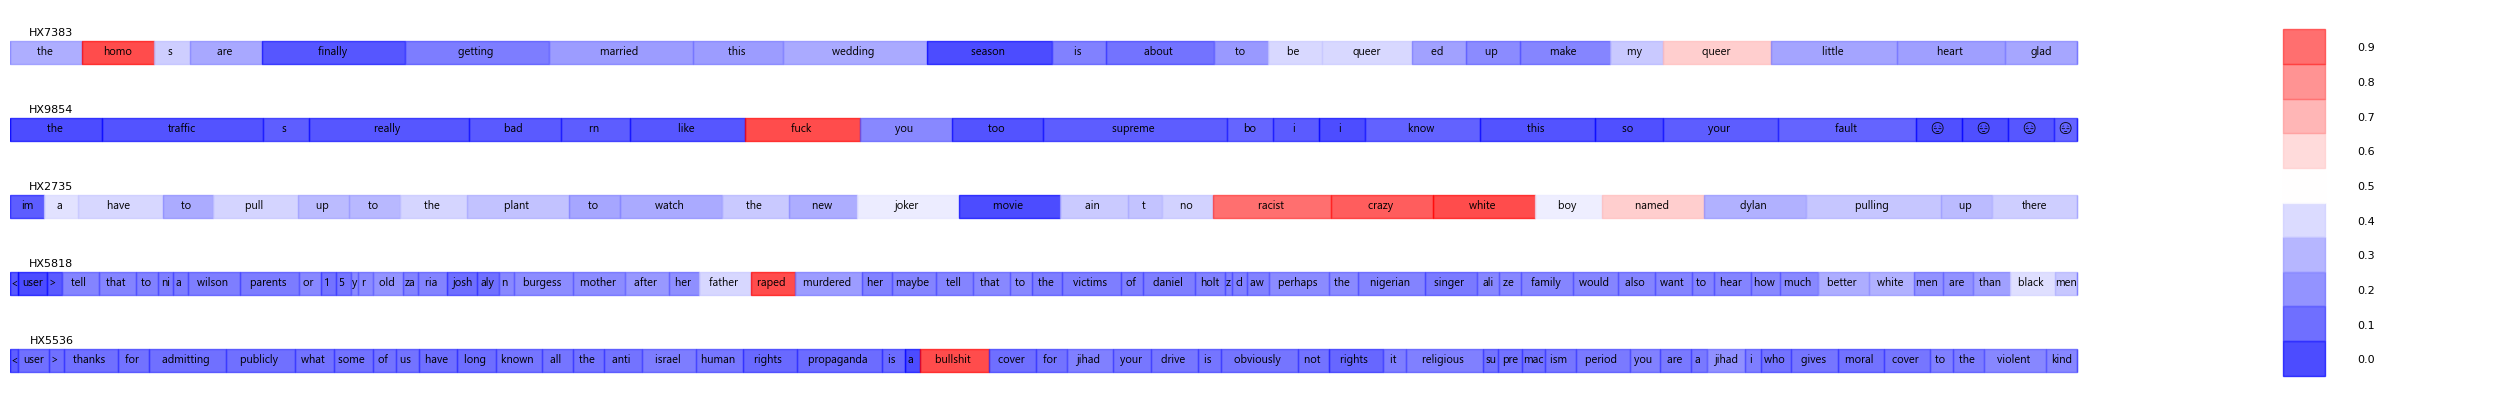 HX7383
the homo s are finally getting married this wedding season is about to be queer ed up make my queer little heart glad
HX9854
the traffic s really bad rn like fuck you too supreme bo i i know this so your fault 😑 😑 😑 😑
HX2735
im a have to pull up to the plant to watch the new joker movie ain t no racist crazy white boy named dylan pulling up there
HX5818
< user > tell that to ni a wilson parents or 1 5 y r old za ria josh aly n burgess mother after her father raped murdered her maybe tell that to the victims of daniel holt z d aw perhaps the nigerian singer ali ze family would also want to hear how much better white men are than black men
HX5536
< user > thanks for admitting publicly what some of us have long known all the anti israel human rights propaganda is a bullshit cover for jihad your drive is obviously not rights it religious su pre mac ism period you are a jihad i who gives moral cover to the violent kind
0.9
0.8
0.7
0.6
0.5
0.4
0.3
0.2
0.1
0.0